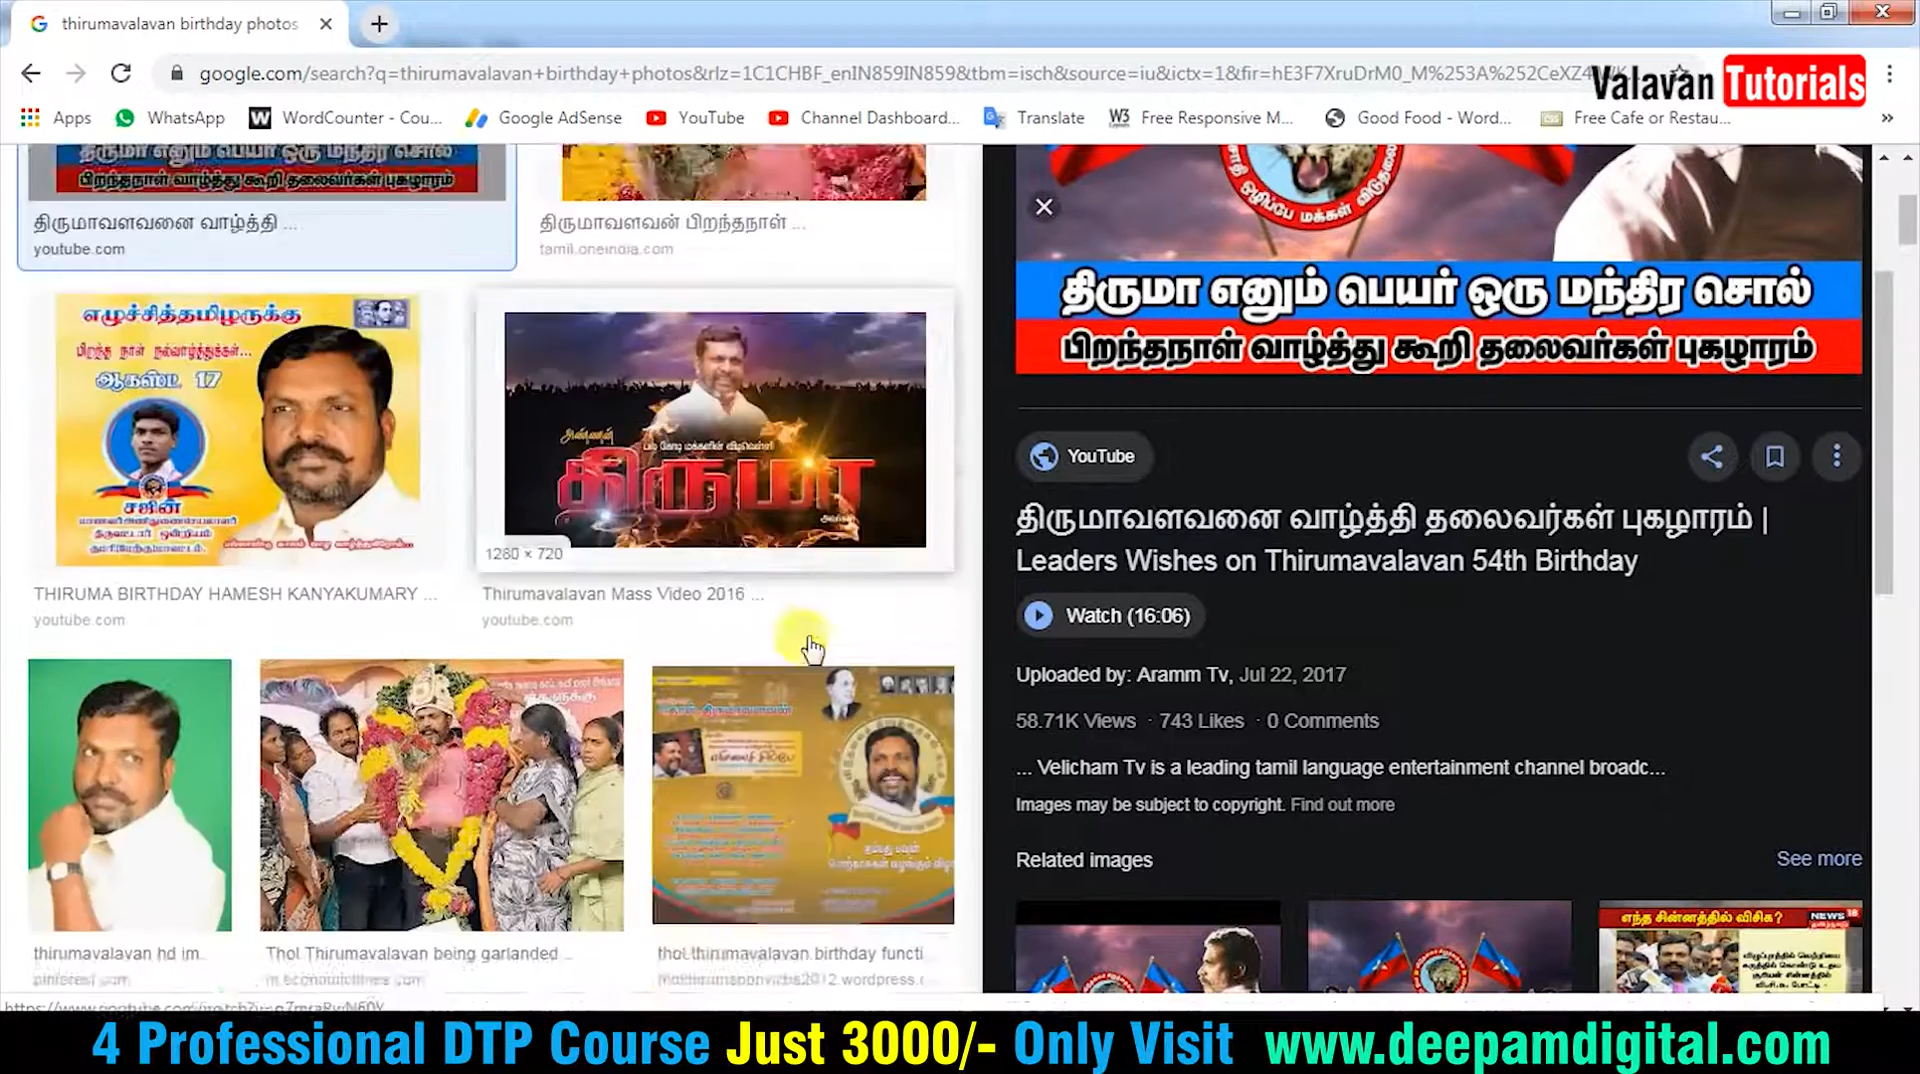 thirumavalavan birthday photos
google.com/search?q=thirumavalavan+birthday+photos&rlz=1C1CHBF_enIN859IN859&tbm=isch&source=iu&ictx=1&fir=hE3F7XruDrM0_M%253A%252CeXZ4
Valavan Tutorials
Apps WhatsApp WordCounter - Cou... Google AdSense YouTube Channel Dashboard... Translate Free Responsive M... Good Food - Word... Free Cafe or Restau... »
திருமா எனும் பெயர் ஒரு மந்திர சொல்
பிறந்தநாள் வாழ்த்து கூறி தலைவர்கள் புகழாரம்
திருமாவளவனை வாழ்த்தி ...
youtube.com
திருமாவளவன் பிறந்தநாள் ...
tamil.oneindia.com
எழுச்சித்தமிழருக்கு
பிறந்த நாள் நல்வாழ்த்துக்கள்...
ஆகஸ்ட் 17
சஜின்
THIRUMA BIRTHDAY HAMESH KANYAKUMARY ...
youtube.com
அண்ணன்
திருமா
1280 × 720
Thirumavalavan Mass Video 2016 ...
youtube.com
thirumavalavan hd im...
pinterest.com
Thol Thirumavalavan being garlanded ...
m.economictimes.com
thol.thirumavalavan birthday functi
திருமா எனும் பெயர் ஒரு மந்திர சொல்
பிறந்தநாள் வாழ்த்து கூறி தலைவர்கள் புகழாரம்
YouTube
திருமாவளவனை வாழ்த்தி தலைவர்கள் புகழாரம் |
Leaders Wishes on Thirumavalavan 54th Birthday
Watch (16:06)
Uploaded by: Aramm Tv, Jul 22, 2017
58.71K Views · 743 Likes · 0 Comments
... Velicham Tv is a leading tamil language entertainment channel broadc...
Images may be subject to copyright. Find out more
Related images
See more
எந்த சின்னத்தில் விசிக?
NEWS 18
4 Professional DTP Course Just 3000/- Only Visit www.deepamdigital.com